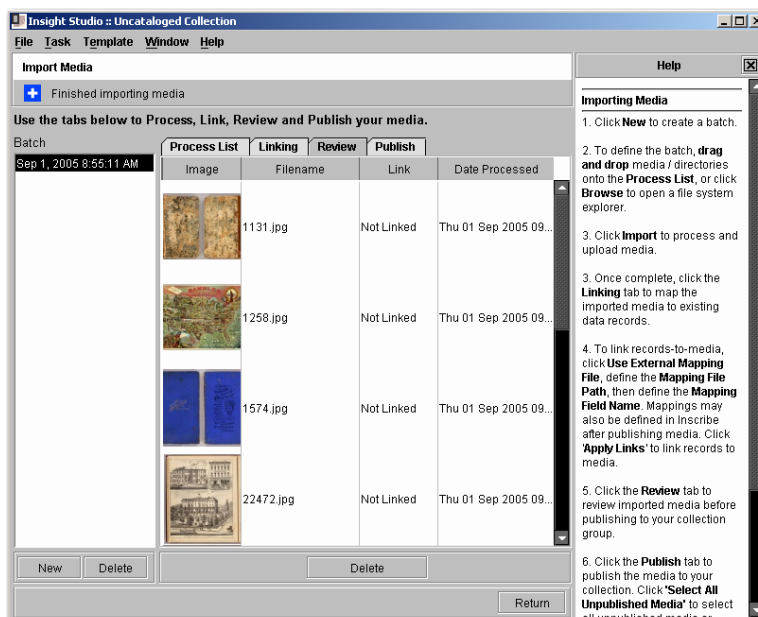 Insight Studio :: Uncataloged Collection
File Task Template Window Help
Import Media
Finished importing media
Use the tabs below to Process, Link, Review and Publish your media.
Batch
Sep 1, 2005 8:55:11 AM
Process List Linking Review Publish
Image Filename Link Date Processed
1131.jpg Not Linked Thu 01 Sep 2005 09...
1258.jpg Not Linked Thu 01 Sep 2005 09...
1574.jpg Not Linked Thu 01 Sep 2005 09...
22472.jpg Not Linked Thu 01 Sep 2005 09...
New Delete
Delete
Return
Help
Importing Media
1. Click New to create a batch.
2. To define the batch, drag
and drop media / directories
onto the Process List, or click
Browse to open a file system
explorer.
3. Click Import to process and
upload media.
3. Once complete, click the
Linking tab to map the
imported media to existing
data records.
4. To link records-to-media,
click Use External Mapping
File, define the Mapping File
Path, then define the Mapping
Field Name. Mappings may
also be defined in Inscribe
after publishing media. Click
'Apply Links' to link records to
media.
5. Click the Review tab to
review imported media before
publishing to your collection
group.
6. Click the Publish tab to
publish the media to your
collection. Click 'Select All
Unpublished Media' to select
all unpublished media or